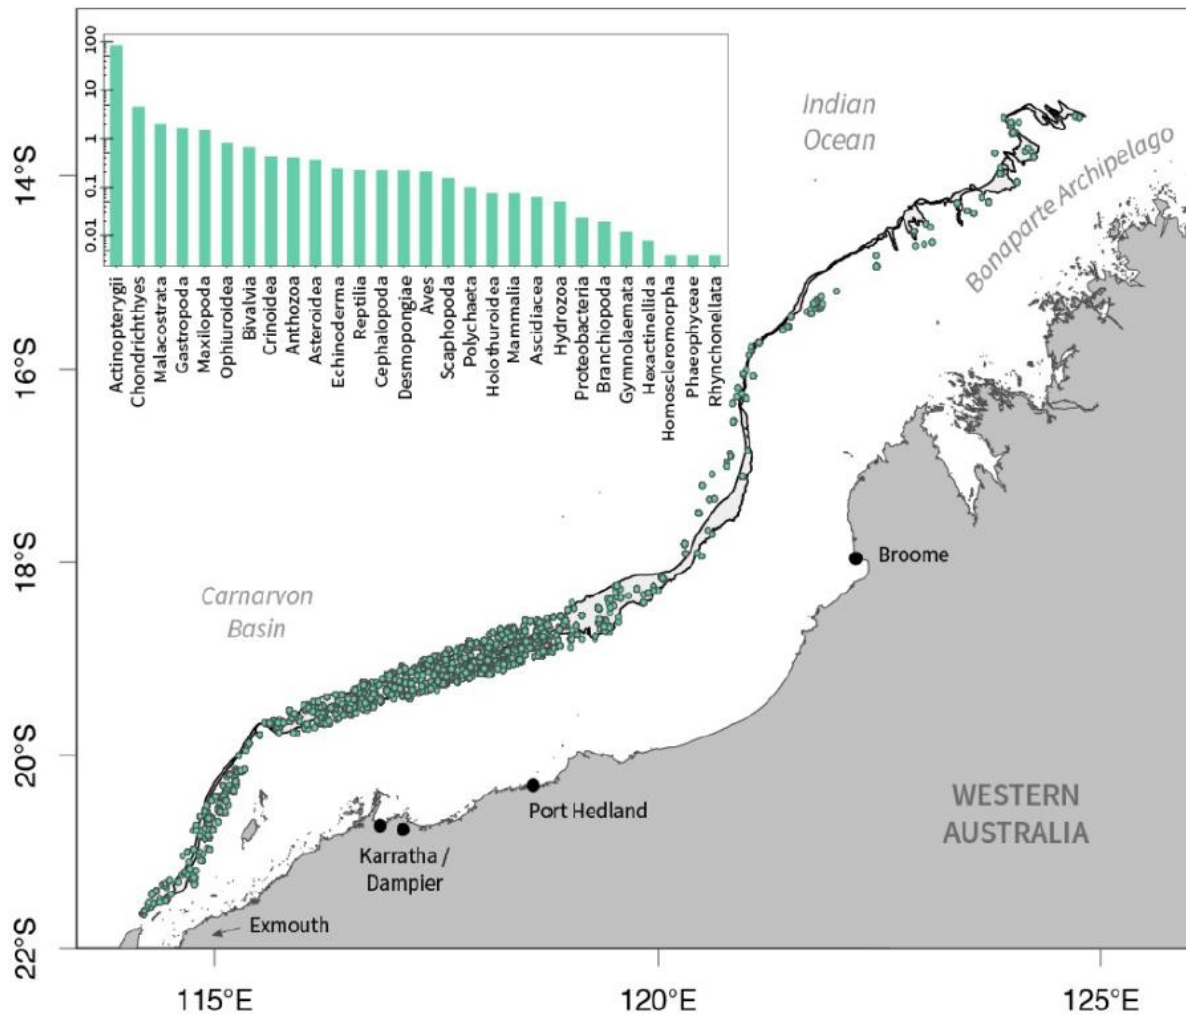 100
10
1
0.1
0.01
Actinopterygii
Chondrichthyes
Malacostrata
Gastropoda
Maxilopoda
Ophiuroidea
Bivalvia
Crinoidea
Anthozoa
Asteroidea
Echinoderma
Reptilia
Cephalopoda
Desmopongiae
Aves
Scaphopoda
Polychaeta
Holothuroidea
Mammalia
Ascidiacea
Hydrozoa
Proteobacteria
Branchiopoda
Gymnolaemata
Hexactinellida
Homoscleromorpha
Phaeophyceae
Rhynchonellata
Indian
Ocean
Bonaparte Archipelago
14°S
16°S
18°S
20°S
22°S
Broome
Carnarvon
Basin
Port Hedland
WESTERN
AUSTRALIA
Karratha /
Dampier
Exmouth
115°E
120°E
125°E